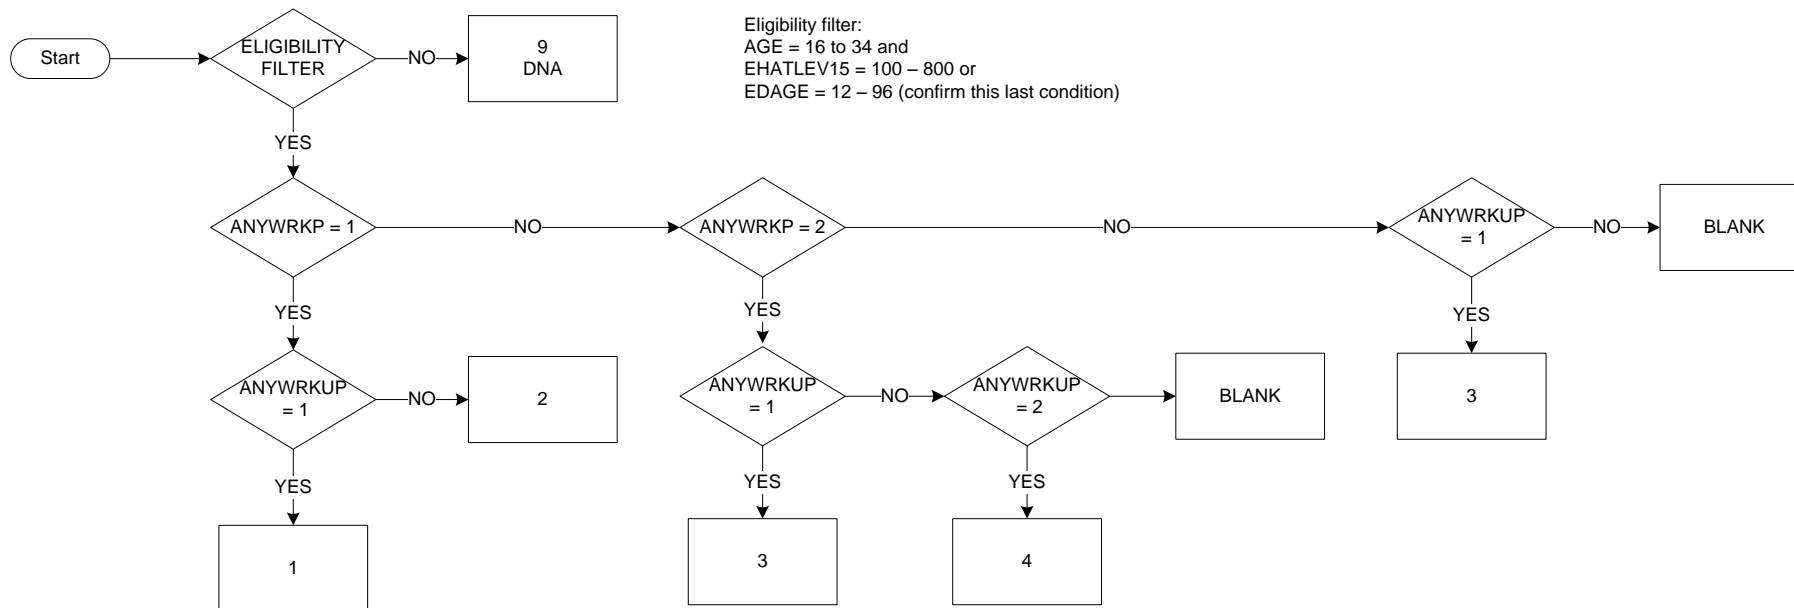 Start
ELIGIBILITY
FILTER
NO
9
DNA
Eligibility filter:
AGE = 16 to 34 and
EHATLEV15 = 100 – 800 or
EDAGE = 12 – 96 (confirm this last condition)
YES
ANYWRKP = 1
NO
ANYWRKP = 2
NO
ANYWRKUP
= 1
NO
BLANK
YES
YES
YES
ANYWRKUP
= 1
NO
2
ANYWRKUP
= 1
NO
ANYWRKUP
= 2
BLANK
3
YES
YES
YES
1
3
4